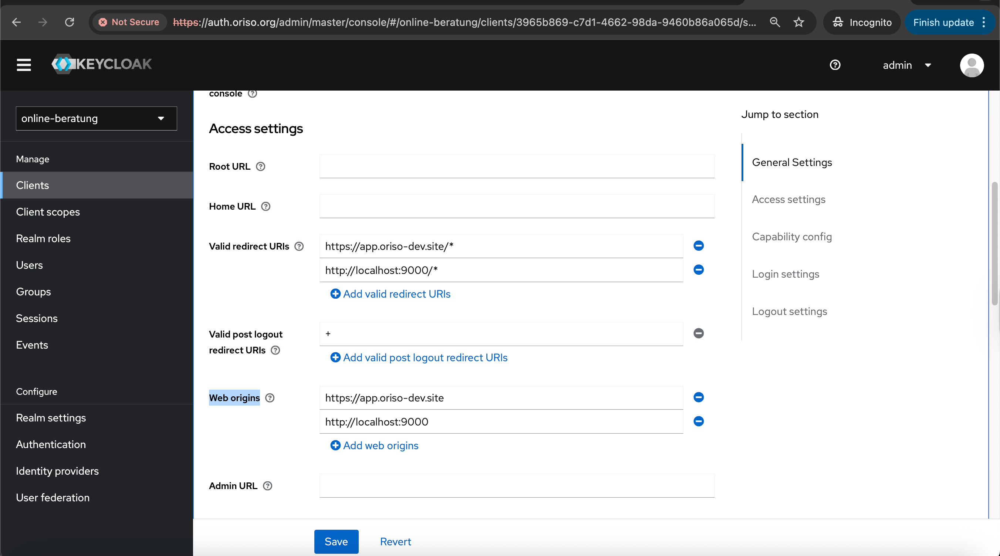 Not Secure https://auth.oriso.org/admin/master/console/#/online-beratung/clients/3965b869-c7d1-4662-98da-9460b86a065d/s... Incognito Finish update
KEYCLOAK admin
online-beratung
Manage
Clients
Client scopes
Realm roles
Users
Groups
Sessions
Events
Configure
Realm settings
Authentication
Identity providers
User federation
console
Access settings
Root URL
Home URL
Valid redirect URIs https://app.oriso-dev.site/*
http://localhost:9000/*
Add valid redirect URIs
Valid post logout
redirect URIs
+
Add valid post logout redirect URIs
Web origins https://app.oriso-dev.site
http://localhost:9000
Add web origins
Admin URL
Save Revert
Jump to section
General Settings
Access settings
Capability config
Login settings
Logout settings